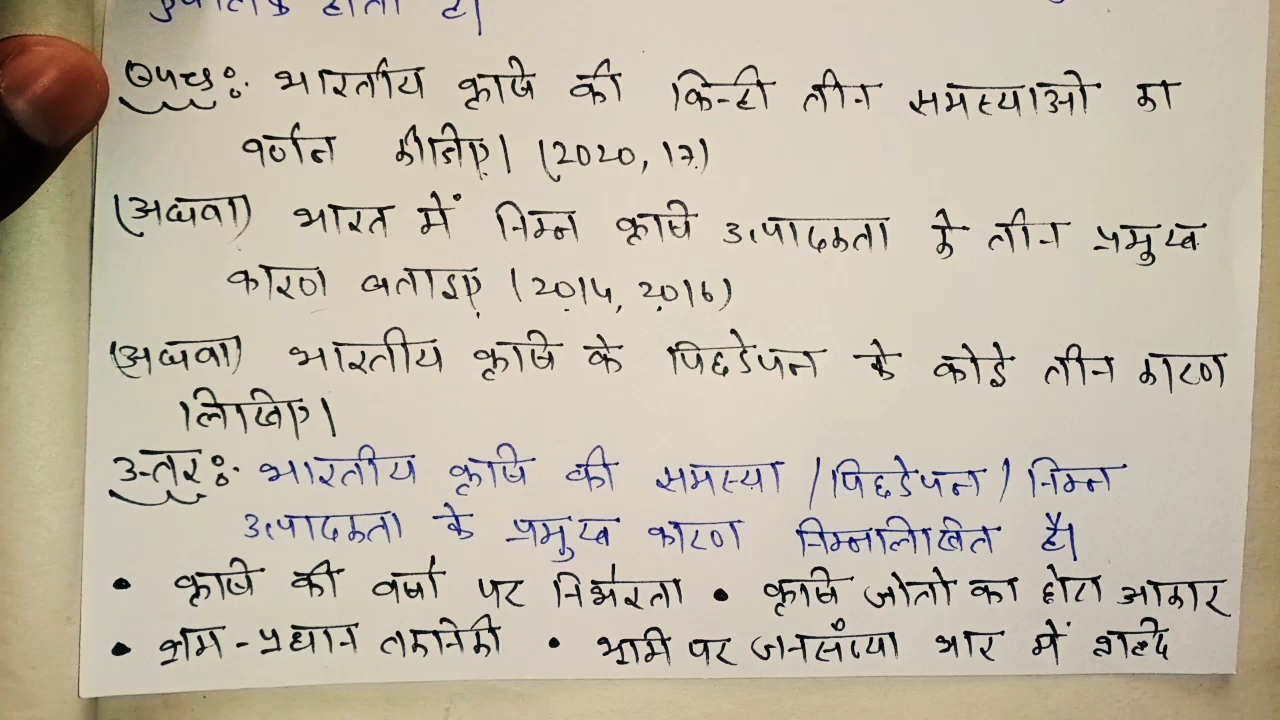 है।
प्रश्न:- भारतीय कृषि की किन्ही तीन समस्याओ का
वर्णन कीजिए। (2020, 17)
(अथवा) भारत में निम्न कृषि उत्पादकता के तीन प्रमुख
कारण बताइए (2014, 2016)
(अथवा) भारतीय कृषि के पिछडेपन के कोई तीन कारण
लिखिए।
उत्तर:- भारतीय कृषि की समस्या / पिछडेपन / निम्न
उत्पादकता के प्रमुख कारण निम्नलिखित है।
• कृषि की वर्षा पर निर्भरता • कृषि जोतो का छोटा आकार
• श्रम-प्रधान तकनीकी • भूमि पर जनसंख्या भार में वृद्धि